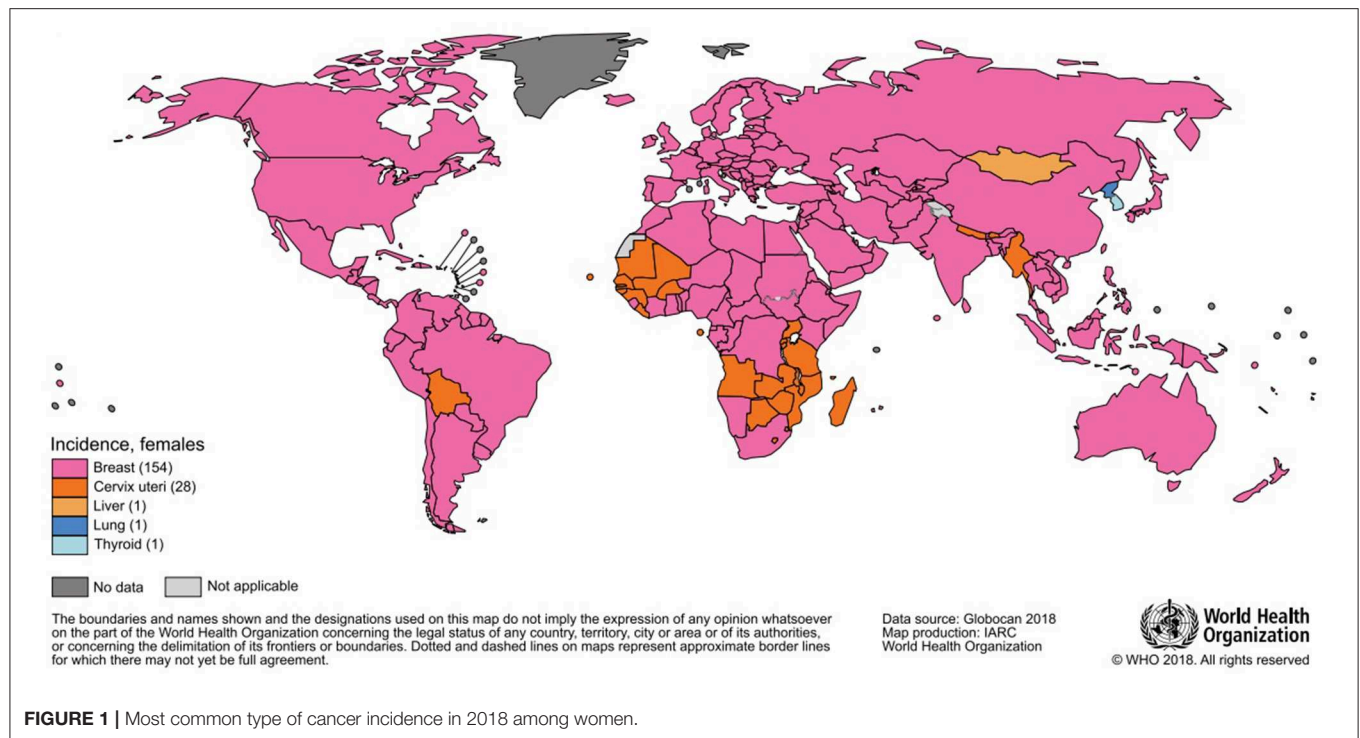 Incidence, females
Breast (154)
Cervix uteri (28)
Liver (1)
Lung (1)
Thyroid (1)
No data
Not applicable
The boundaries and names shown and the designations used on this map do not imply the expression of any opinion whatsoever
on the part of the World Health Organization concerning the legal status of any country, territory, city or area or of its authorities,
or concerning the delimitation of its frontiers or boundaries. Dotted and dashed lines on maps represent approximate border lines
for which there may not yet be full agreement.
Data source: Globocan 2018
Map production: IARC
World Health Organization
World Health
Organization
© WHO 2018. All rights reserved
FIGURE 1 | Most common type of cancer incidence in 2018 among women.